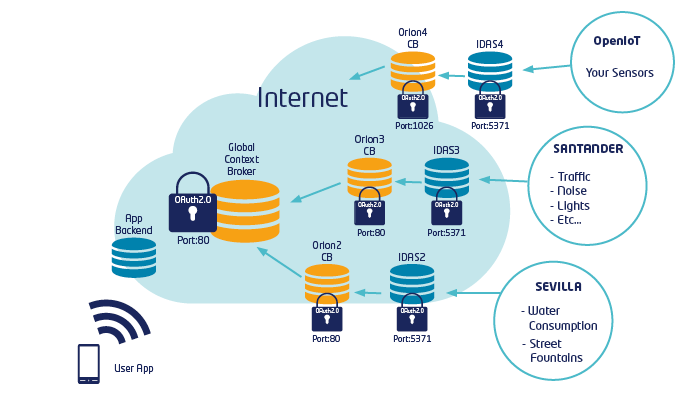 Orion4
CB
IDAS4
OpenIoT
Your Sensors
OAuth2.0
OAuth2.0
Port:1026
Port:5371
Internet
Orion3
CB
IDAS3
SANTANDER
- Traffic
- Noise
- Lights
- Etc...
OAuth2.0
OAuth2.0
Port:80
Port:5371
Global
Context
Broker
OAuth2.0
Port:80
App
Backend
Orion2
CB
IDAS2
SEVILLA
- Water
Consumption
- Street
Fountains
OAuth2.0
OAuth2.0
Port:80
Port:5371
User App